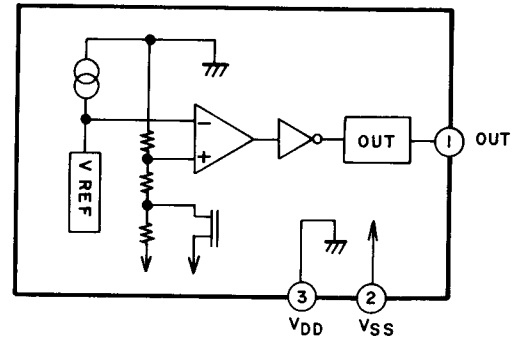 −
+
V REF
OUT
1 OUT
3 2
VDD VSS